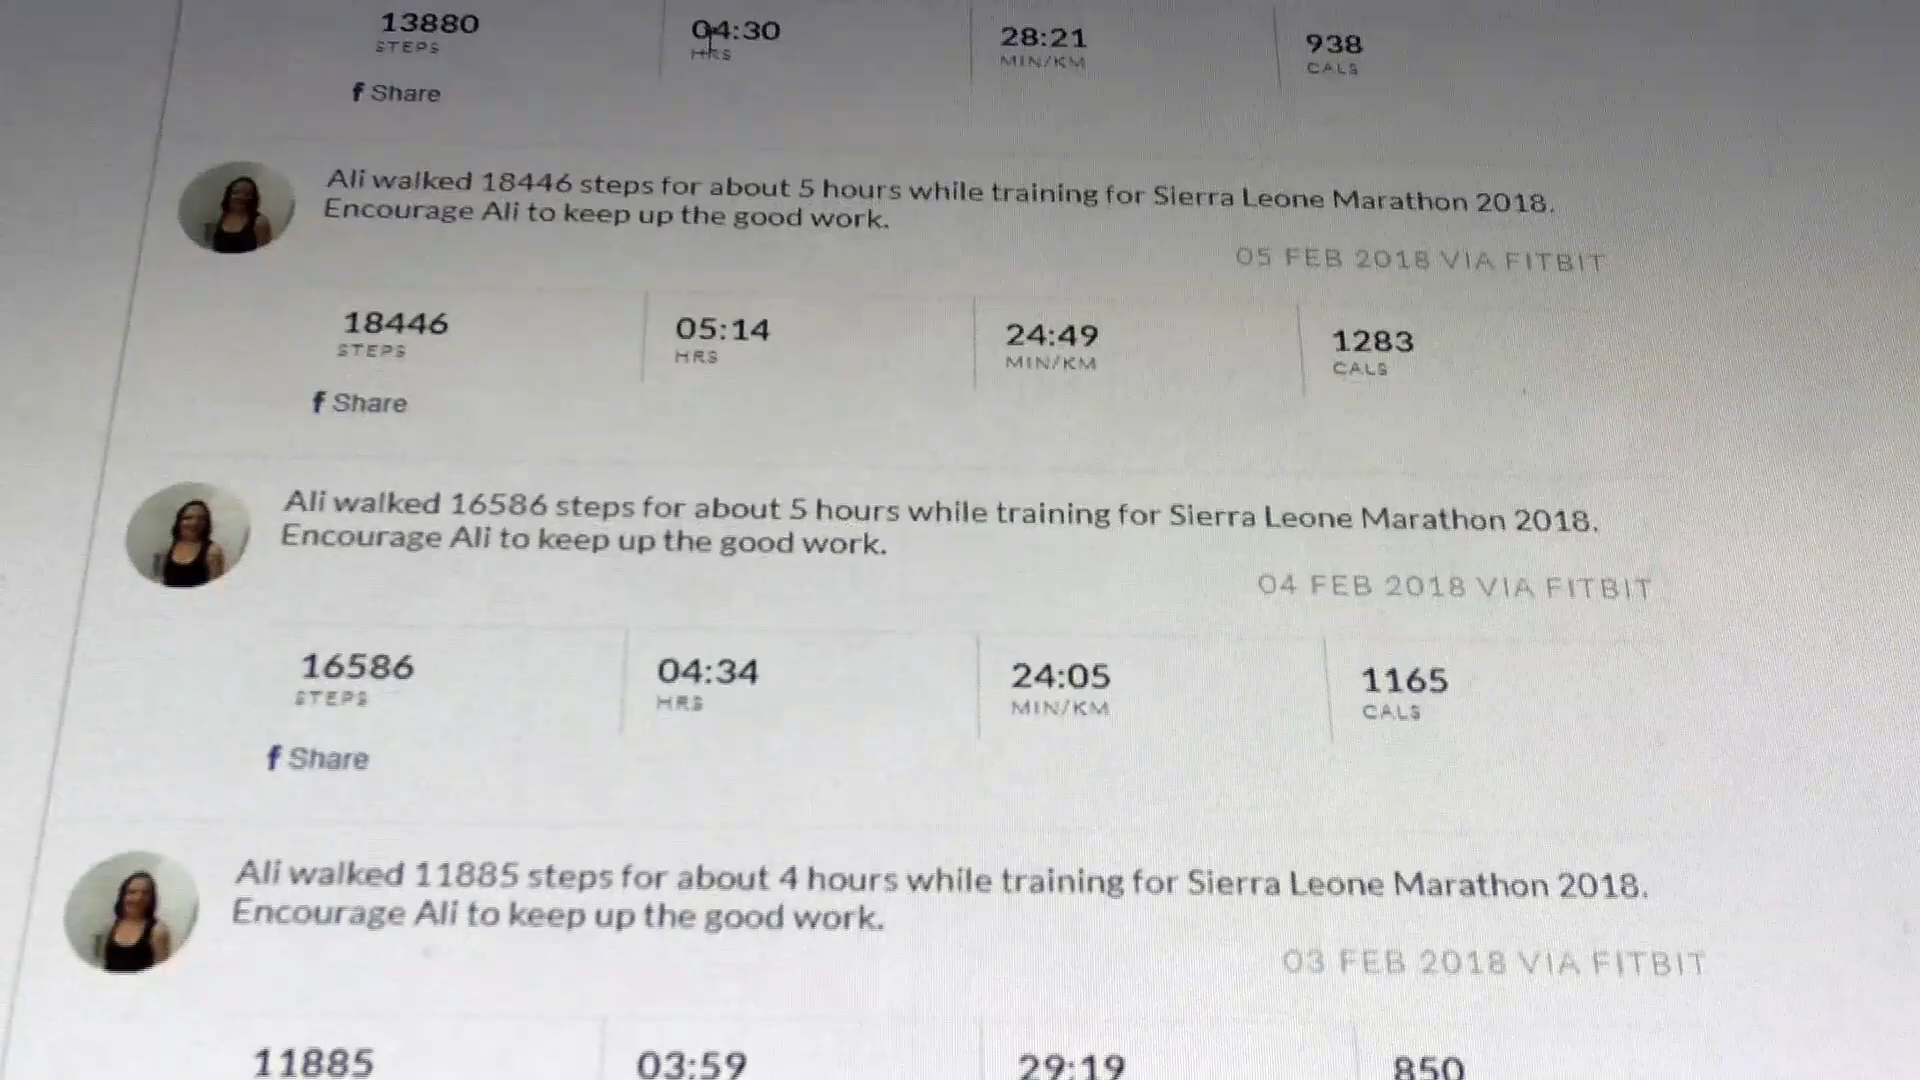 13880 04:30 28:21 938
STEPS HRS MIN/KM CALS
f Share
Ali walked 18446 steps for about 5 hours while training for Sierra Leone Marathon 2018.
Encourage Ali to keep up the good work.
05 FEB 2018 VIA FITBIT
18446 05:14 24:49 1283
STEPS HRS MIN/KM CALS
f Share
Ali walked 16586 steps for about 5 hours while training for Sierra Leone Marathon 2018.
Encourage Ali to keep up the good work.
04 FEB 2018 VIA FITBIT
16586 04:34 24:05 1165
STEPS HRS MIN/KM CALS
f Share
Ali walked 11885 steps for about 4 hours while training for Sierra Leone Marathon 2018.
Encourage Ali to keep up the good work.
03 FEB 2018 VIA FITBIT
11885 03:59 29:19 850